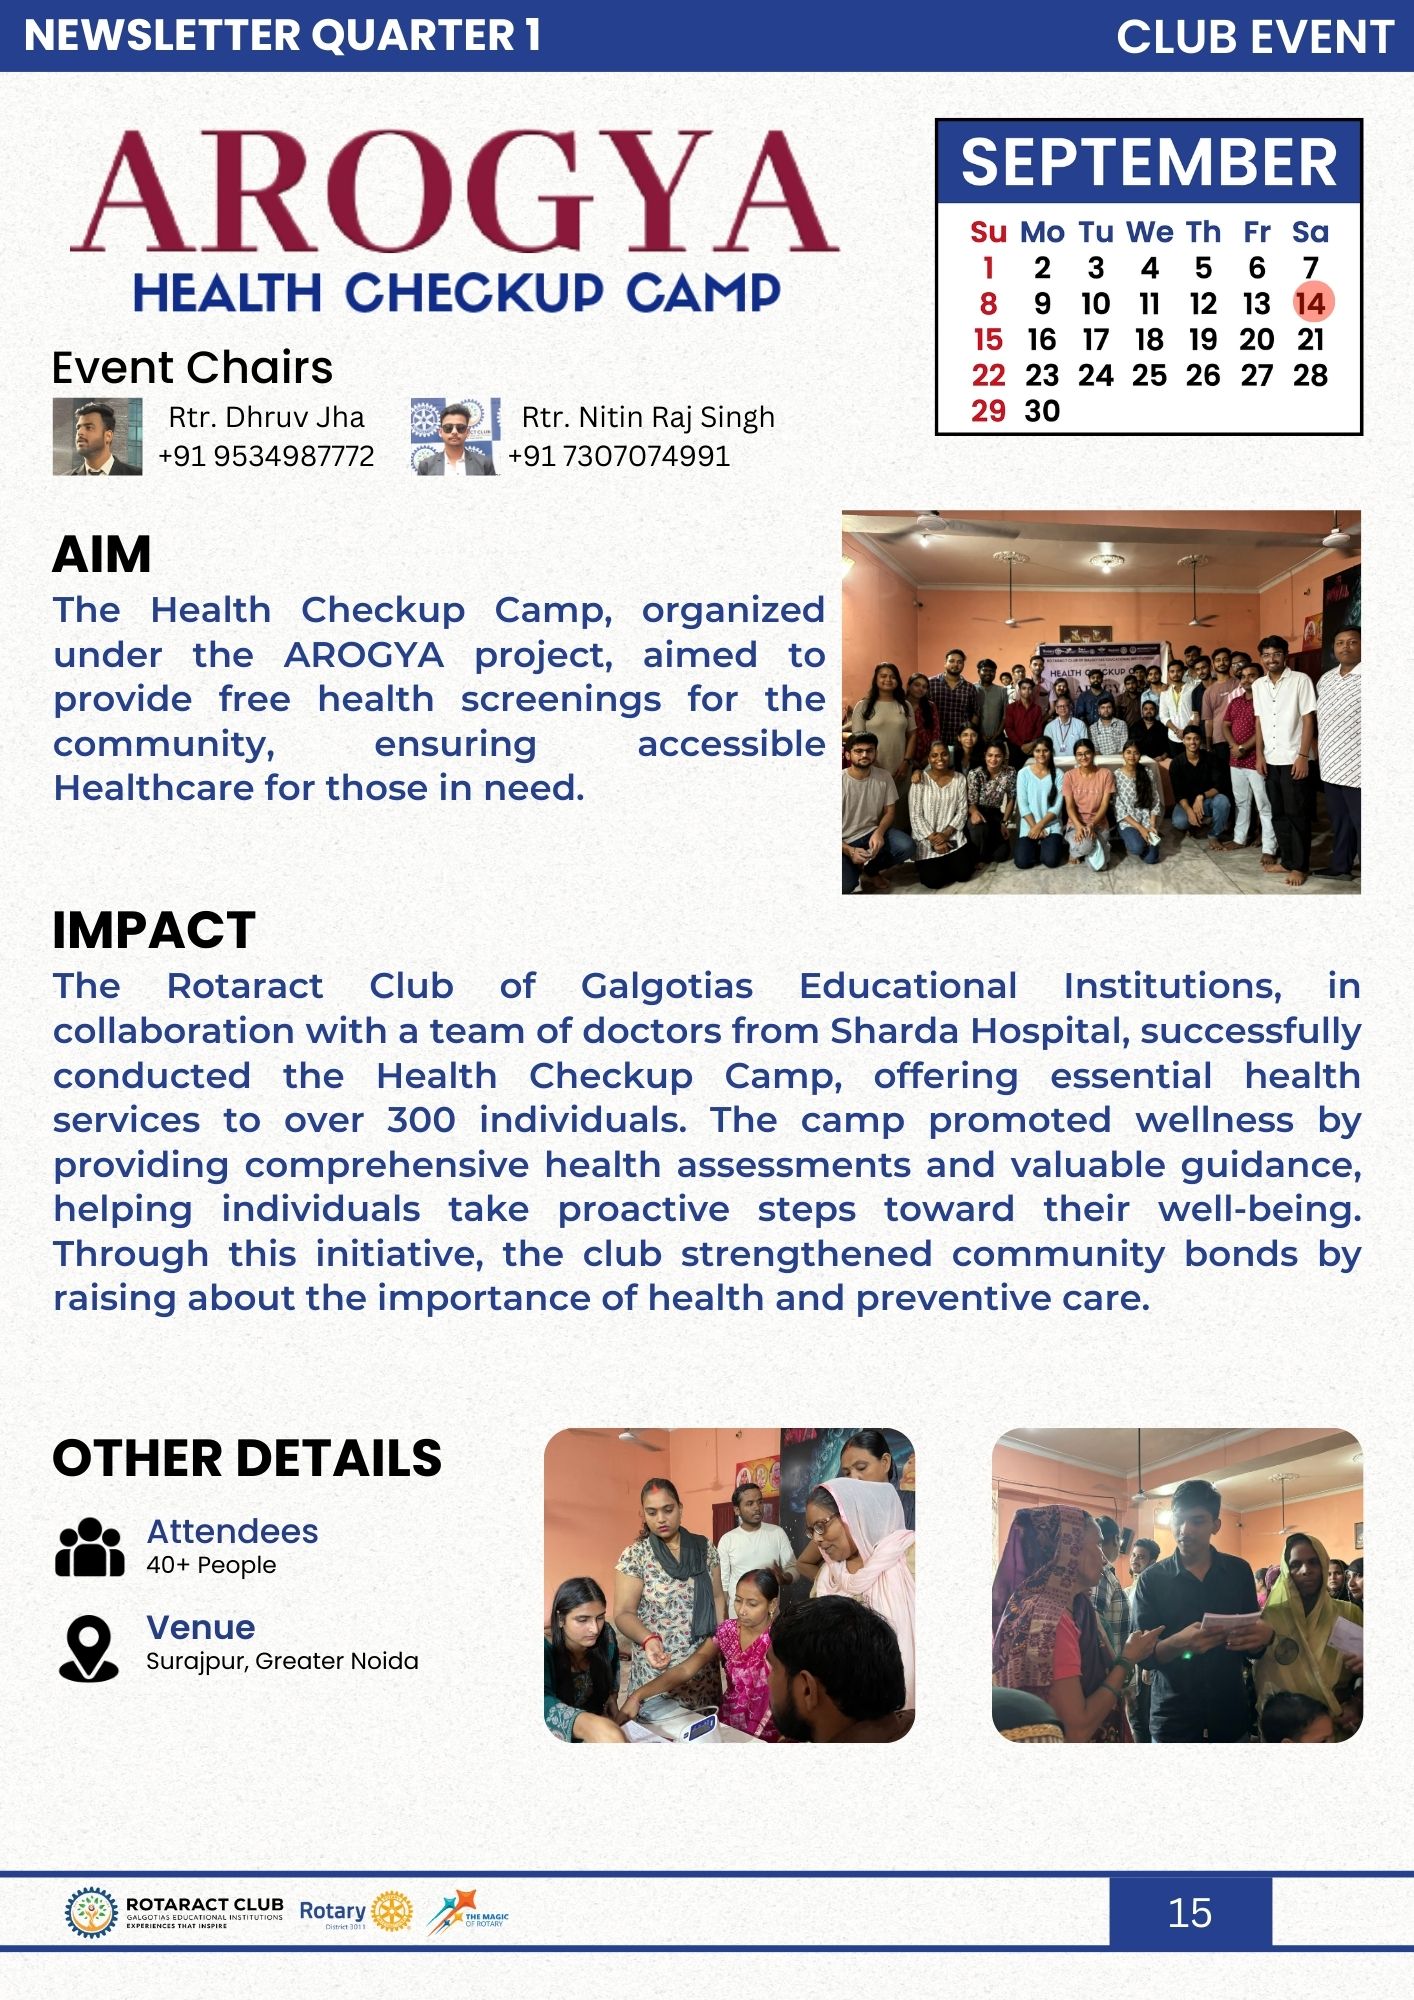 NEWSLETTER QUARTER 1
CLUB EVENT
AROGYA
HEALTH CHECKUP CAMP
SEPTEMBER
Su Mo Tu We Th Fr Sa
1 2 3 4 5 6 7
8 9 10 11 12 13 14
15 16 17 18 19 20 21
22 23 24 25 26 27 28
29 30
Event Chairs
Rtr. Dhruv Jha
+91 9534987772
Rtr. Nitin Raj Singh
+91 7307074991
AIM
The Health Checkup Camp, organized
under the AROGYA project, aimed to
provide free health screenings for the
community, ensuring accessible
Healthcare for those in need.
HEALTH CHECKUP
AROGYA
IMPACT
The Rotaract Club of Galgotias Educational Institutions, in
collaboration with a team of doctors from Sharda Hospital, successfully
conducted the Health Checkup Camp, offering essential health
services to over 300 individuals. The camp promoted wellness by
providing comprehensive health assessments and valuable guidance,
helping individuals take proactive steps toward their well-being.
Through this initiative, the club strengthened community bonds by
raising about the importance of health and preventive care.
OTHER DETAILS
Attendees
40+ People
Venue
Surajpur, Greater Noida
ROTARACT CLUB
GALGOTIAS EDUCATIONAL INSTITUTIONS
EXPERIENCES THAT INSPIRE
Rotary
District 3011
THE MAGIC
OF ROTARY
15